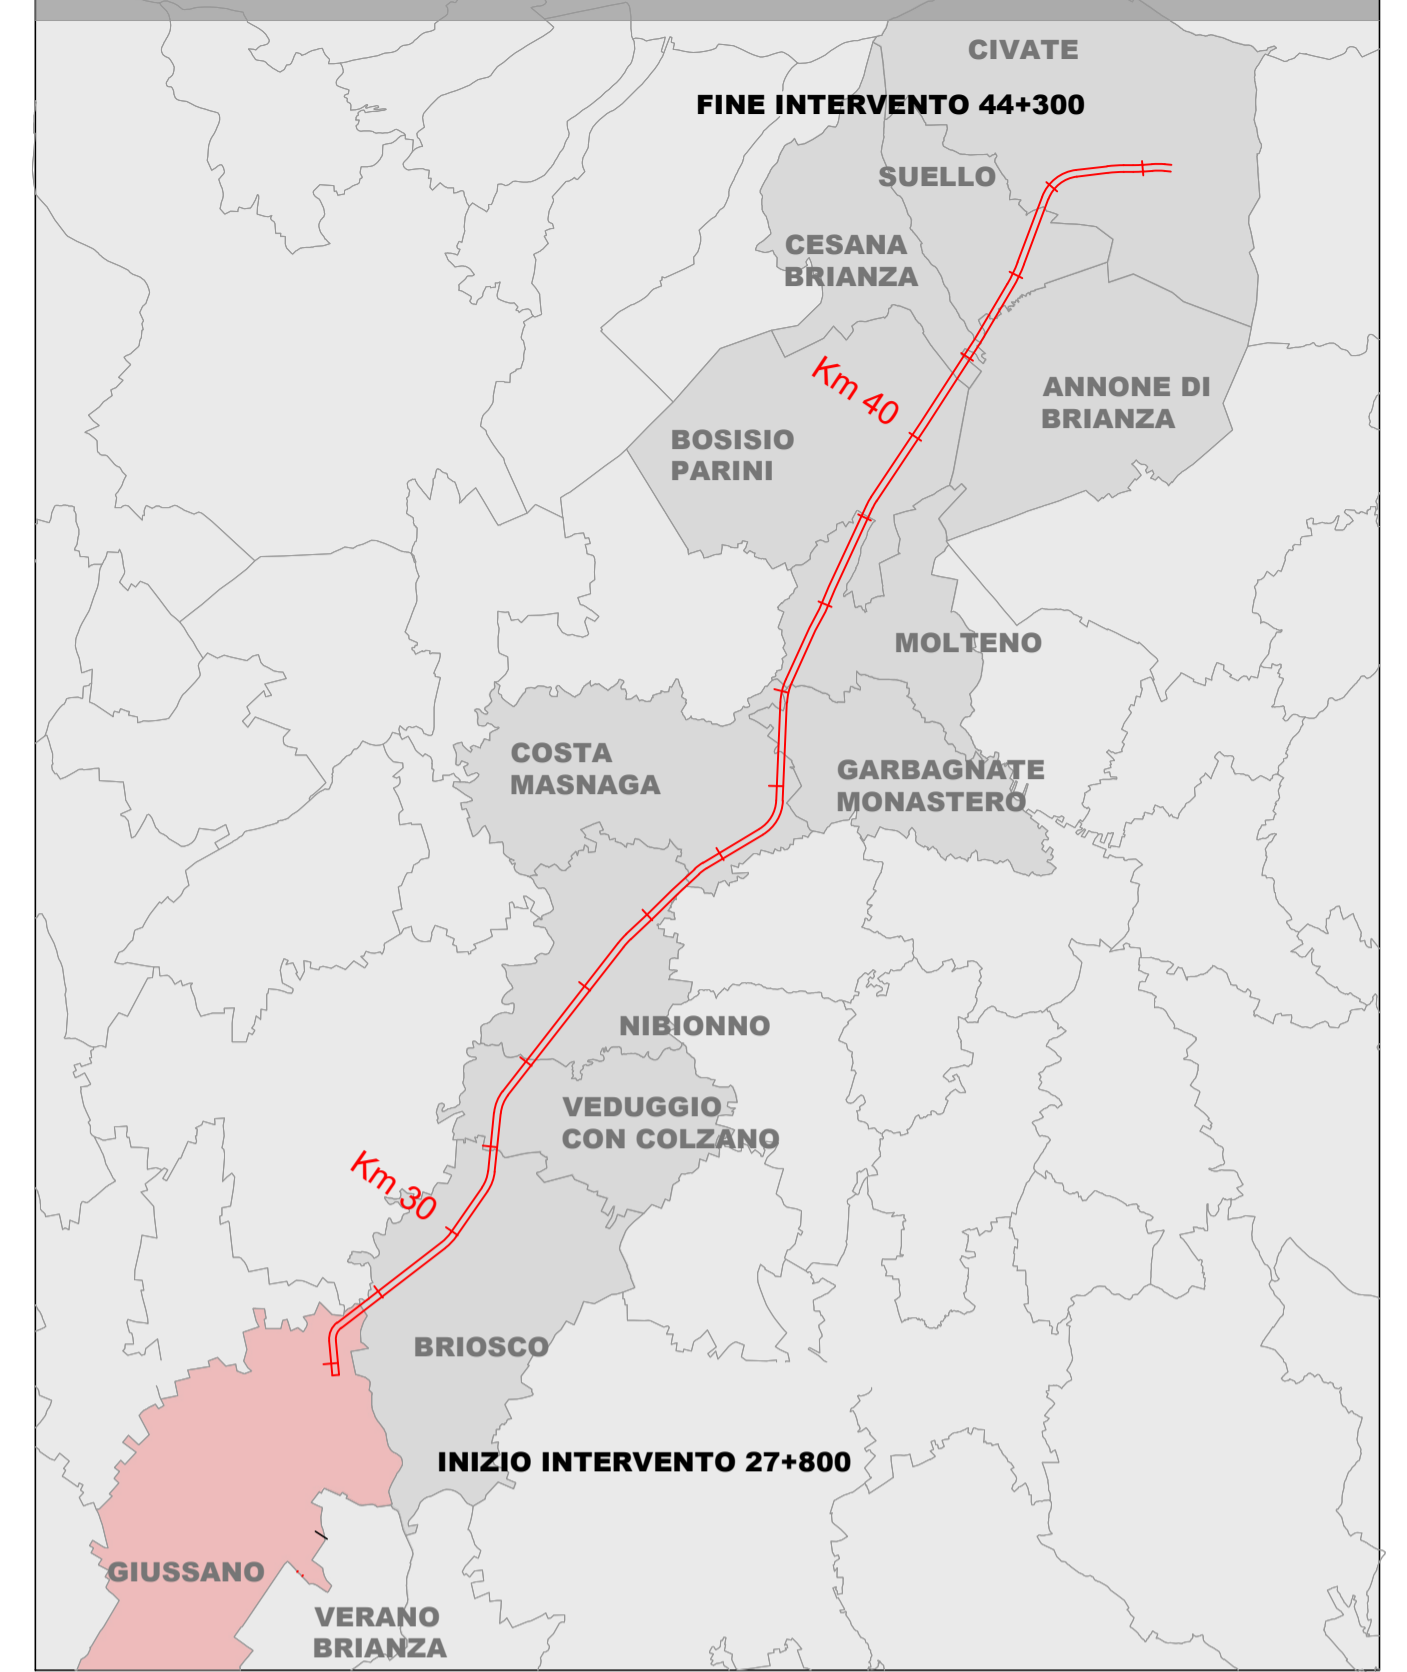 CIVATE
FINE INTERVENTO 44+300
SUELLO
CESANA
BRIANZA
Km 40
ANNONE DI
BRIANZA
BOSISIO
PARINI
MOLTENO
COSTA
MASNAGA
GARBAGNATE
MONASTERO
NIBIONNO
VEDUGGIO
CON COLZANO
Km 30
BRIOSCO
INIZIO INTERVENTO 27+800
GIUSSANO
VERANO
BRIANZA